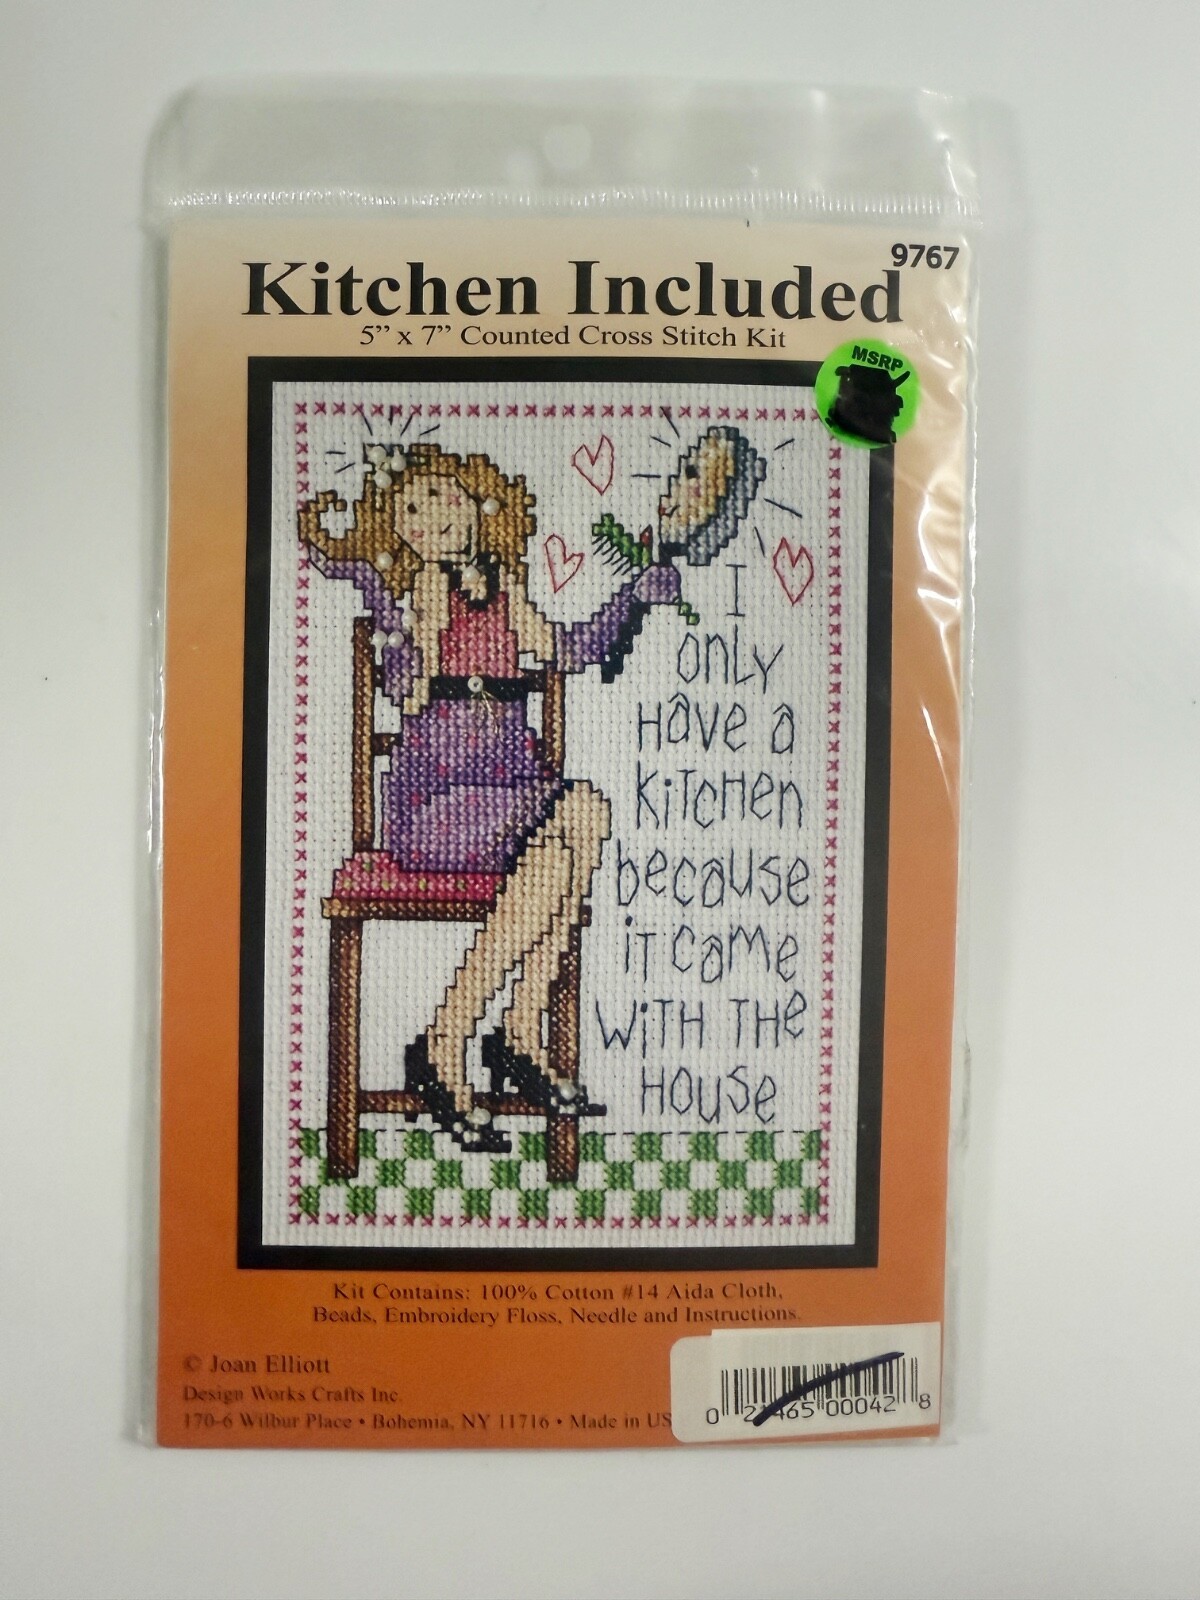 9767
Kitchen Included
5” x 7” Counted Cross Stitch Kit
MSRP
I
only
Have a
KiTcHen
because
iT came
WiTH THe
House
Kit Contains: 100% Cotton #14 Aida Cloth,
Beads, Embroidery Floss, Needle and Instructions.
© Joan Elliott
Design Works Crafts Inc.
170-6 Wilbur Place • Bohemia, NY 11716 • Made in US
0 21465 00042 8